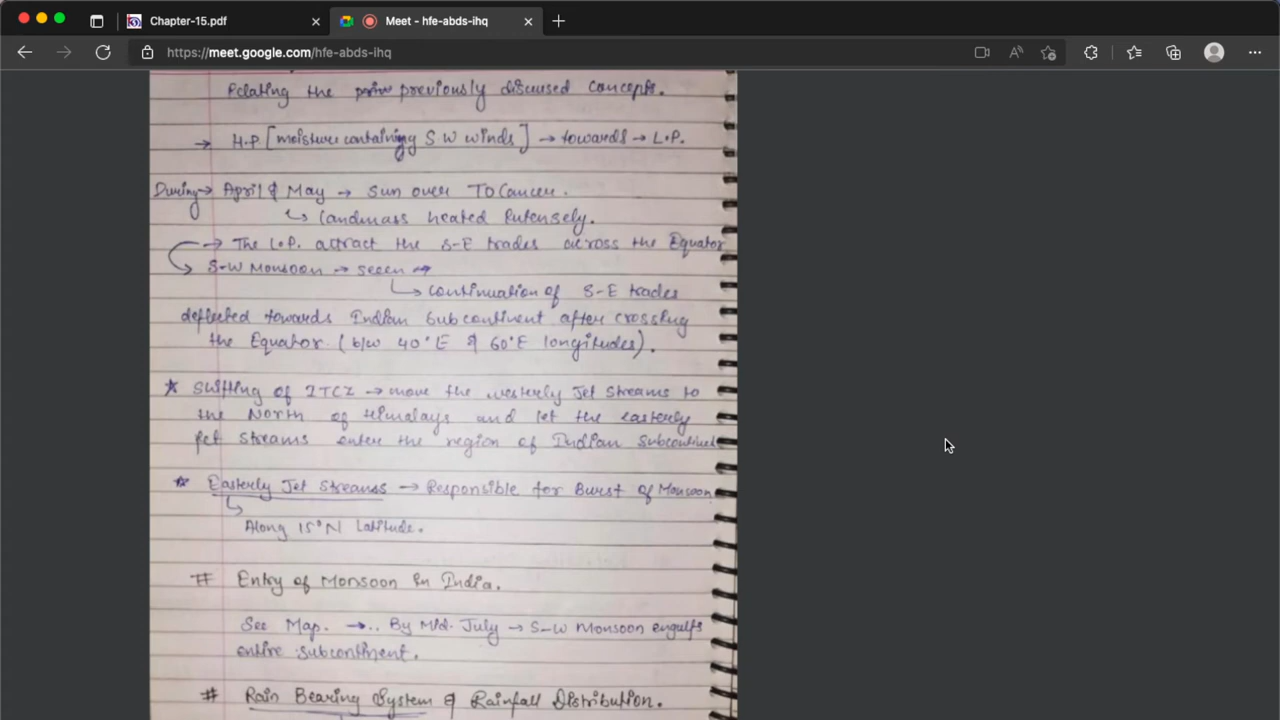 Chapter-15.pdf
Meet - hfe-abds-ihq
https://meet.google.com/hfe-abds-ihq
Relating the previously discussed concepts.
→ H.P. [moisture containing S.W winds] → towards → L.P.
During → April & May → Sun over TO Cancer.
↳ Landmass heated Intensely.
→ The L.P. attract the S-E trades across the Equator
S-W Monsoon → seeen →
↳ Continuation of S-E trades
deflected towards Indian Subcontinent after crossing
the Equator (b/w 40°E & 60°E longitudes).
★ Shifting of ITCZ → move the westerly Jet Streams to
the North of Himalays and let the easterly
jet streams enter the region of Indian Subcontinet
★ Easterly Jet Streams → Responsible for Burst of Monsoon
↳ Along 15°N Latitude.
# Entry of Monsoon in India.
See Map. →.. By Mid. July → S-W Monsoon engulfs
entire subcontinent.
# Rain Bearing System & Rainfall Distribution.